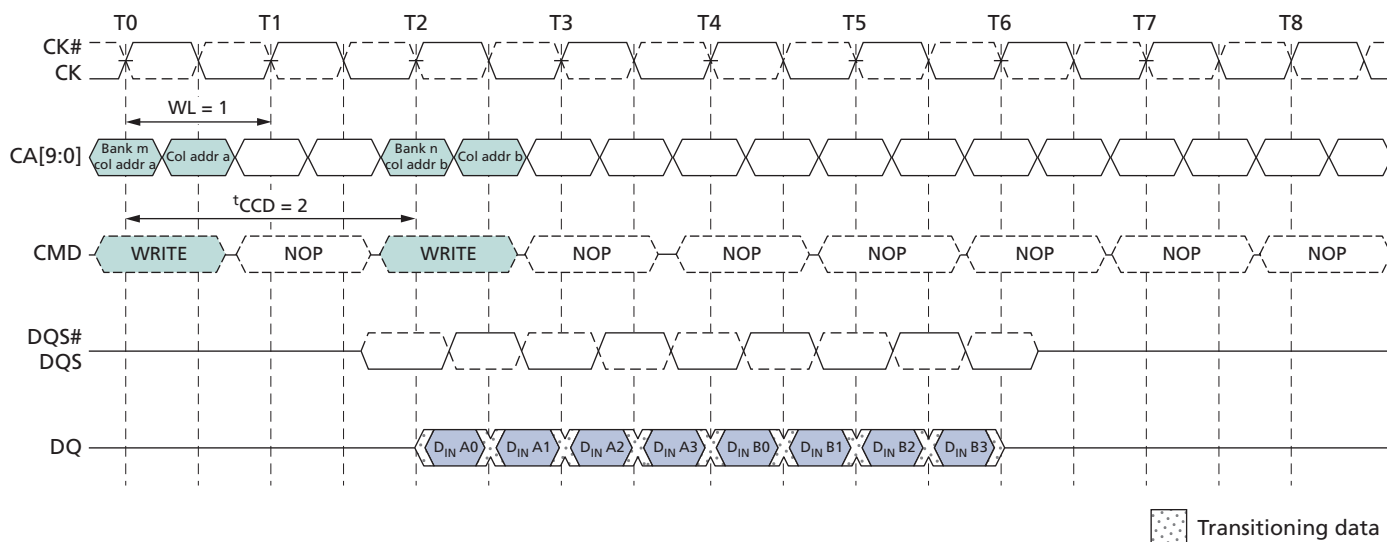 T0 T1 T2 T3 T4 T5 T6 T7 T8
CK#
CK
WL = 1
CA[9:0]
Bank m
col addr a
Col addr a
Bank n
col addr b
Col addr b
tCCD = 2
CMD WRITE NOP WRITE NOP NOP NOP NOP NOP NOP
DQS#
DQS
DQ DIN A0 DIN A1 DIN A2 DIN A3 DIN B0 DIN B1 DIN B2 DIN B3
Transitioning data